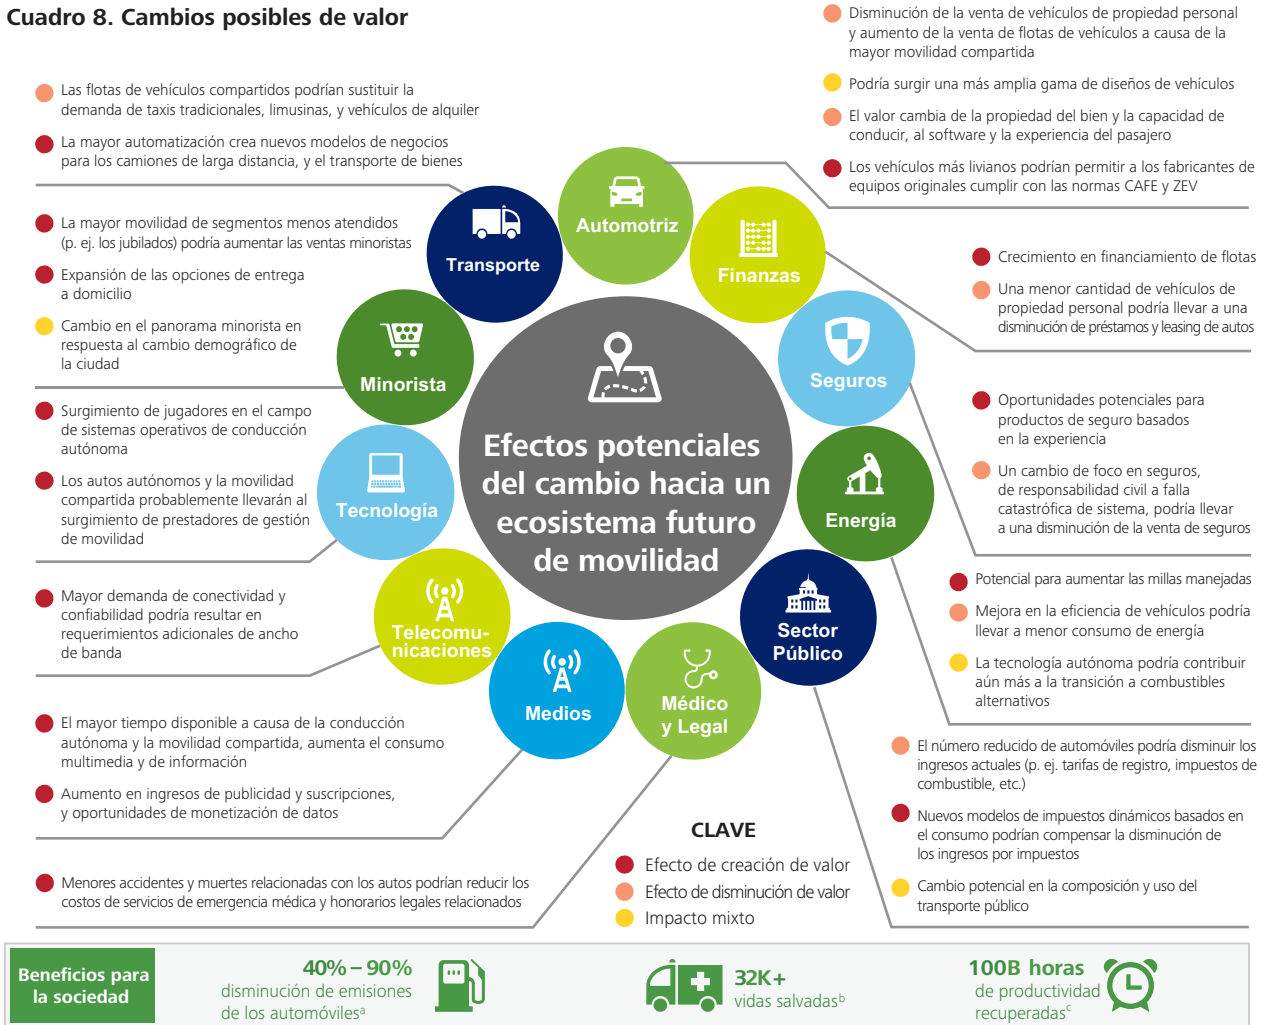 Cuadro 8. Cambios posibles de valor
Disminución de la venta de vehículos de propiedad personal
y aumento de la venta de flotas de vehículos a causa de la
mayor movilidad compartida
Podría surgir una más amplia gama de diseños de vehículos
El valor cambia de la propiedad del bien y la capacidad de
conducir, al software y la experiencia del pasajero
Los vehículos más livianos podrían permitir a los fabricantes de
equipos originales cumplir con las normas CAFE y ZEV
Las flotas de vehículos compartidos podrían sustituir la
demanda de taxis tradicionales, limusinas, y vehículos de alquiler
La mayor automatización crea nuevos modelos de negocios
para los camiones de larga distancia, y el transporte de bienes
La mayor movilidad de segmentos menos atendidos
(p. ej. los jubilados) podría aumentar las ventas minoristas
Expansión de las opciones de entrega
a domicilio
Cambio en el panorama minorista en
respuesta al cambio demográfico de
la ciudad
Surgimiento de jugadores en el campo
de sistemas operativos de conducción
autónoma
Los autos autónomos y la movilidad
compartida probablemente llevarán al
surgimiento de prestadores de gestión
de movilidad
Mayor demanda de conectividad y
confiabilidad podría resultar en
requerimientos adicionales de ancho
de banda
El mayor tiempo disponible a causa de la conducción
autónoma y la movilidad compartida, aumenta el consumo
multimedia y de información
Aumento en ingresos de publicidad y suscripciones,
y oportunidades de monetización de datos
Menores accidentes y muertes relacionadas con los autos podrían reducir los
costos de servicios de emergencia médica y honorarios legales relacionados
Automotriz
Transporte
Finanzas
Minorista
Seguros
Tecnología
Energía
Telecomu-
nicaciones
Sector
Público
Medios
Médico
y Legal
Efectos potenciales
del cambio hacia un
ecosistema futuro
de movilidad
Crecimiento en financiamiento de flotas
Una menor cantidad de vehículos de
propiedad personal podría llevar a una
disminución de préstamos y leasing de autos
Oportunidades potenciales para
productos de seguro basados
en la experiencia
Un cambio de foco en seguros,
de responsabilidad civil a falla
catastrófica de sistema, podría llevar
a una disminución de la venta de seguros
Potencial para aumentar las millas manejadas
Mejora en la eficiencia de vehículos podría
llevar a menor consumo de energía
La tecnología autónoma podría contribuir
aún más a la transición a combustibles
alternativos
El número reducido de automóviles podría disminuir los
ingresos actuales (p. ej. tarifas de registro, impuestos de
combustible, etc.)
Nuevos modelos de impuestos dinámicos basados en
el consumo podrían compensar la disminución de
los ingresos por impuestos
Cambio potencial en la composición y uso del
transporte público
CLAVE
Efecto de creación de valor
Efecto de disminución de valor
Impacto mixto
Beneficios para
la sociedad
40% – 90%
disminución de emisiones
de los automóvilesª
32K+
vidas salvadasᵇ
100B horas
de productividad
recuperadasᶜ